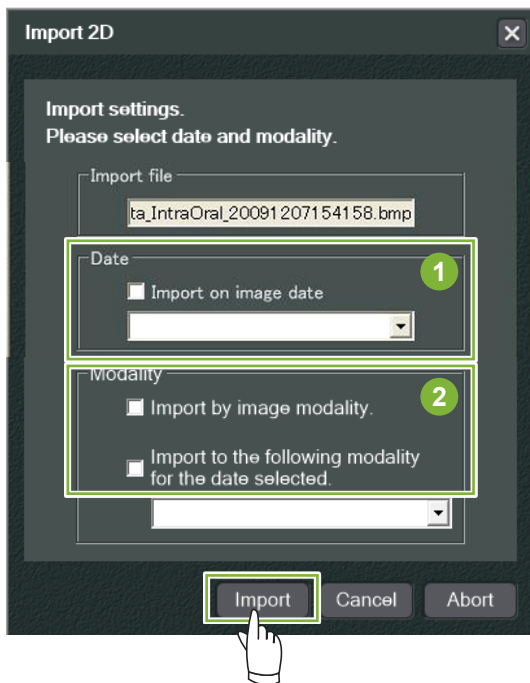 Import 2D
Import settings.
Please select date and modality.
Import file
ta_IntraOral_20091207154158.bmp
Date
1
Import on image date
Modality
2
Import by image modality.
Import to the following modality
for the date selected.
Import
Cancel
Abort